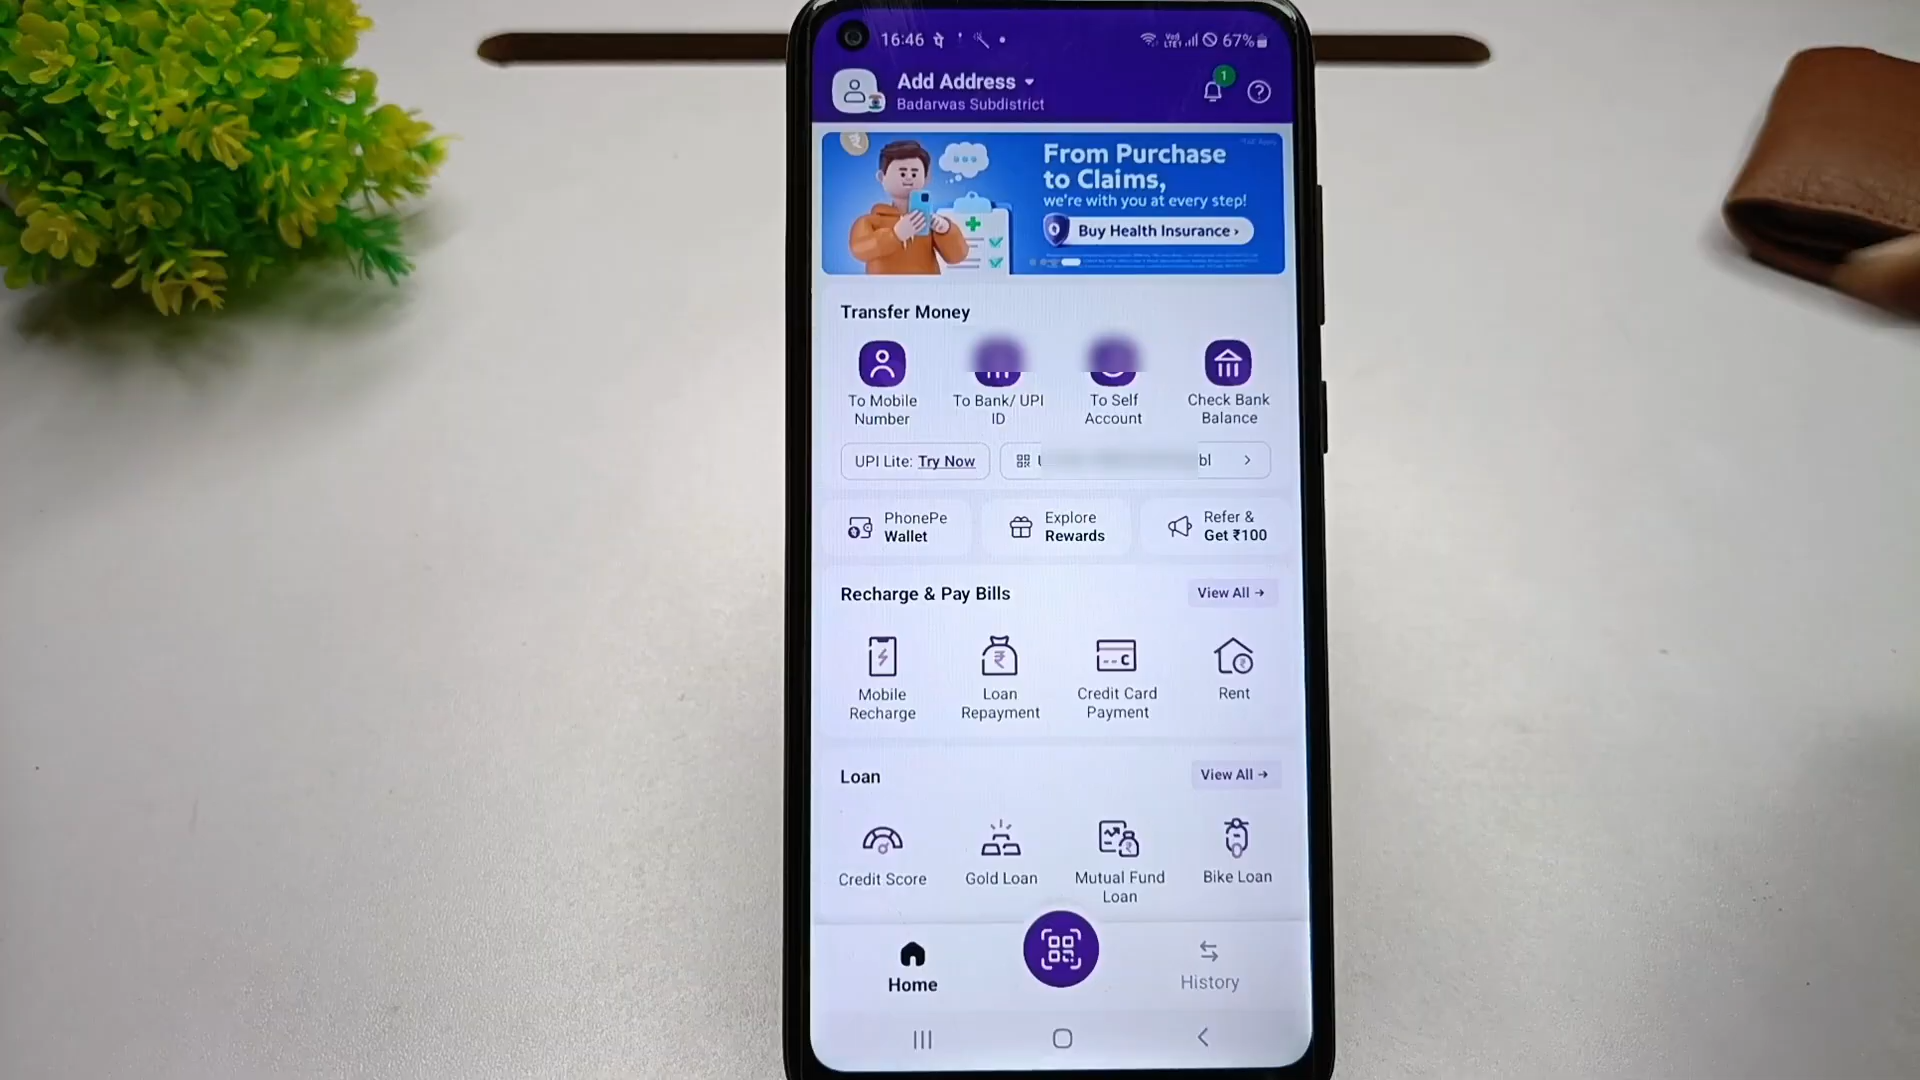 16:46 पे
VoD LTE1 67%
Add Address
1
Badarwas Subdistrict
From Purchase
to Claims,
we're with you at every step!
Buy Health Insurance ›
Transfer Money
To Mobile
Number
To Bank/ UPI
ID
To Self
Account
Check Bank
Balance
UPI Lite: Try Now
bl
PhonePe
Wallet
Explore
Rewards
Refer &
Get ₹100
Recharge & Pay Bills
View All →
Mobile
Recharge
Loan
Repayment
Credit Card
Payment
Rent
Loan
View All →
Credit Score
Gold Loan
Mutual Fund
Loan
Bike Loan
Home
History